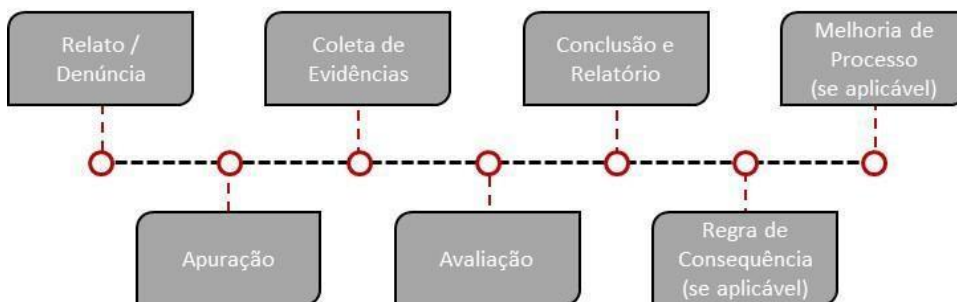 Relato /
Denúncia
Apuração
Coleta de
Evidências
Avaliação
Conclusão e
Relatório
Regra de
Consequência
(se aplicável)
Melhoria de
Processo
(se aplicável)